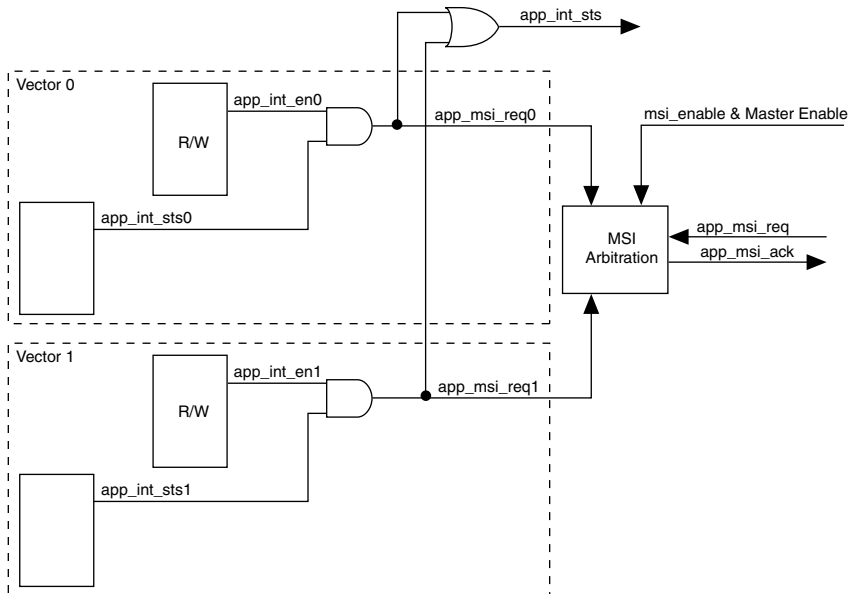 app_int_sts
Vector 0
app_int_en0
R/W
app_msi_req0
msi_enable & Master Enable
app_int_sts0
MSI
Arbitration
app_msi_req
app_msi_ack
Vector 1
app_int_en1
R/W
app_msi_req1
app_int_sts1